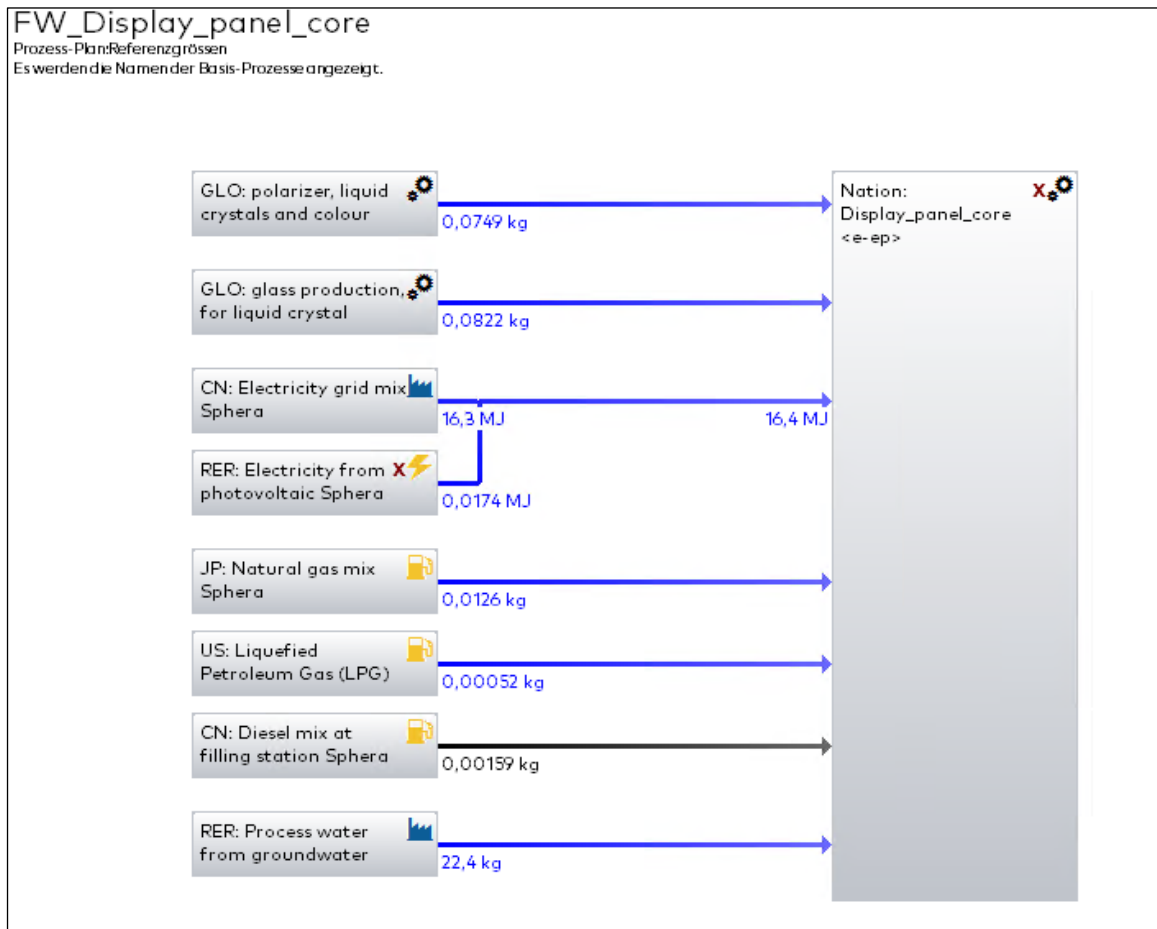 FW_Display_panel_core
Prozess-Plan:Referenzgrössen
Es werden die Namen der Basis-Prozesse angezeigt.
GLO: polarizer, liquid
crystals and colour
0,0749 kg
Nation:
Display_panel_core
<e-ep>
X
GLO: glass production,
for liquid crystal
0,0822 kg
CN: Electricity grid mix
Sphera
16,3 MJ
16,4 MJ
RER: Electricity from
photovoltaic Sphera
X
0,0174 MJ
JP: Natural gas mix
Sphera
0,0126 kg
US: Liquefied
Petroleum Gas (LPG)
0,00052 kg
CN: Diesel mix at
filling station Sphera
0,00159 kg
RER: Process water
from groundwater
22,4 kg